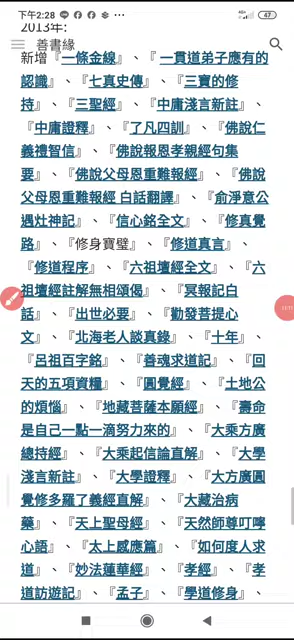 下午2:28
4G+
47
2013年:
善書緣
新增『一條金線』、『 一貫道弟子應有的
認識』、『七真史傳』、『三寶的修
持』、『三聖經』、『中庸淺言新註』、
『中庸證釋』、『了凡四訓』、『佛說仁
義禮智信』、『佛說報恩孝親經句集
要』、『佛說父母恩重難報經』、『佛說
父母恩重難報經 白話翻譯』、『俞淨意公
遇灶神記』、『信心銘全文』、『修真覺
路』、『修身寶璧』、『修道真言』、
『修道程序』、『六祖壇經全文』、『六
祖壇經註解無相頌偈』、『冥報記白
話』、『出世必要』、『勸發菩提心
文』、『北海老人談真錄』、『十年』、
『呂祖百字銘』、『善魂求道記』、『回
天的五項資糧』、『圓覺經』、『土地公
的煩惱』、『地藏菩薩本願經』、『壽命
是自己一點一滴努力來的』、『大乘方廣
總持經』、『大乘起信論直解』、『大學
淺言新註』、『大學證釋』、『大方廣圓
覺修多羅了義經直解』、『大藏治病
藥』、『天上聖母經』、『天然師尊叮嚀
心語』、『太上感應篇』、『如何度人求
道』、『妙法蓮華經』、『孝經』、『孝
道訪遊記』、『孟子』、『學道修身』、